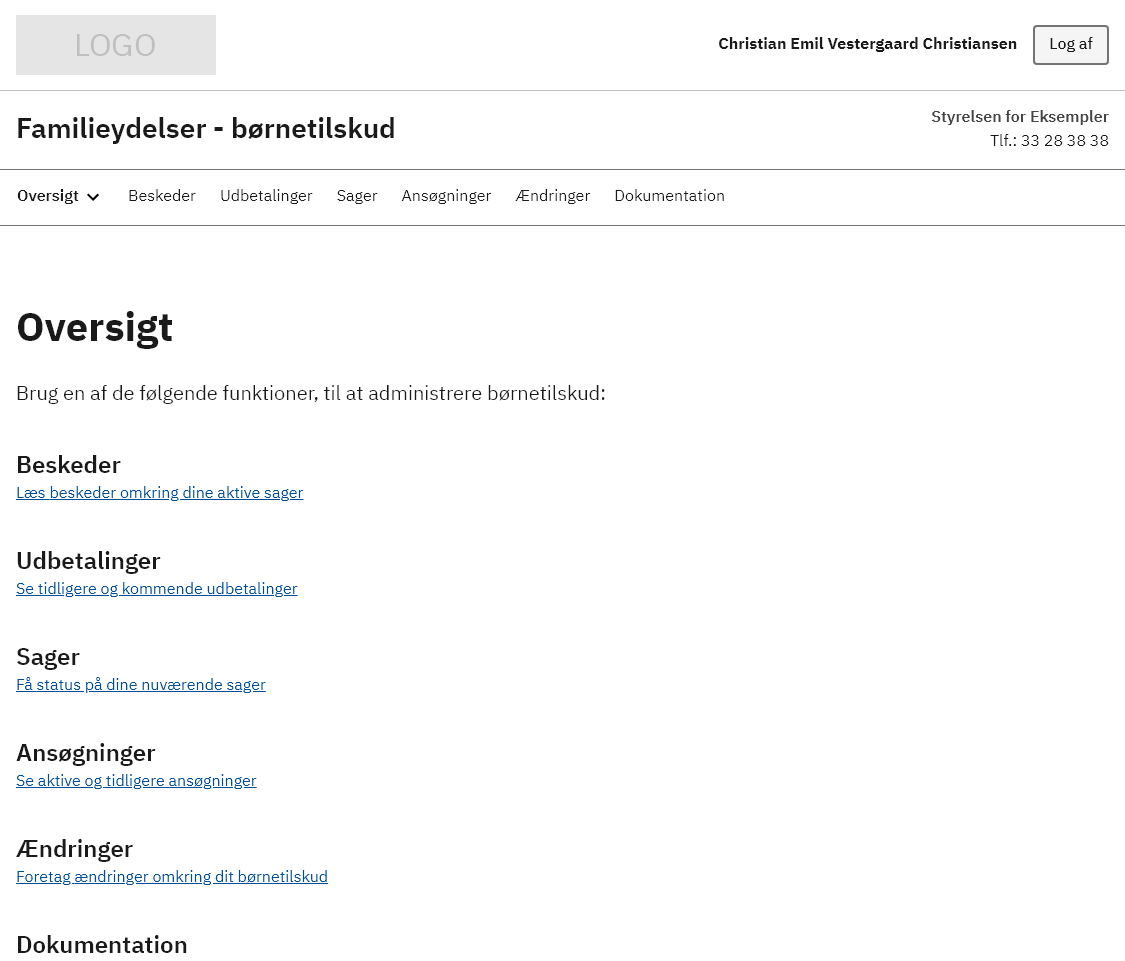 LOGO
Christian Emil Vestergaard Christiansen
Log af
Familieydelser - børnetilskud
Styrelsen for Eksempler
Tlf.: 33 28 38 38
Oversigt
Beskeder
Udbetalinger
Sager
Ansøgninger
Ændringer
Dokumentation
Oversigt
Brug en af de følgende funktioner, til at administrere børnetilskud:
Beskeder
Læs beskeder omkring dine aktive sager
Udbetalinger
Se tidligere og kommende udbetalinger
Sager
Få status på dine nuværende sager
Ansøgninger
Se aktive og tidligere ansøgninger
Ændringer
Foretag ændringer omkring dit børnetilskud
Dokumentation